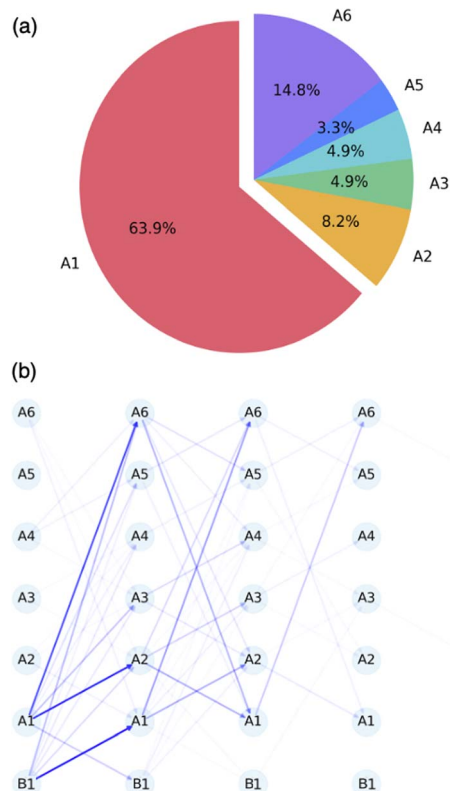 (a)
A6
A5
14.8%
3.3%
A4
4.9%
4.9%
A3
8.2%
63.9%
A2
A1
(b)
A6 A6 A6 A6
A5 A5 A5 A5
A4 A4 A4 A4
A3 A3 A3 A3
A2 A2 A2 A2
A1 A1 A1 A1
B1 B1 B1 B1